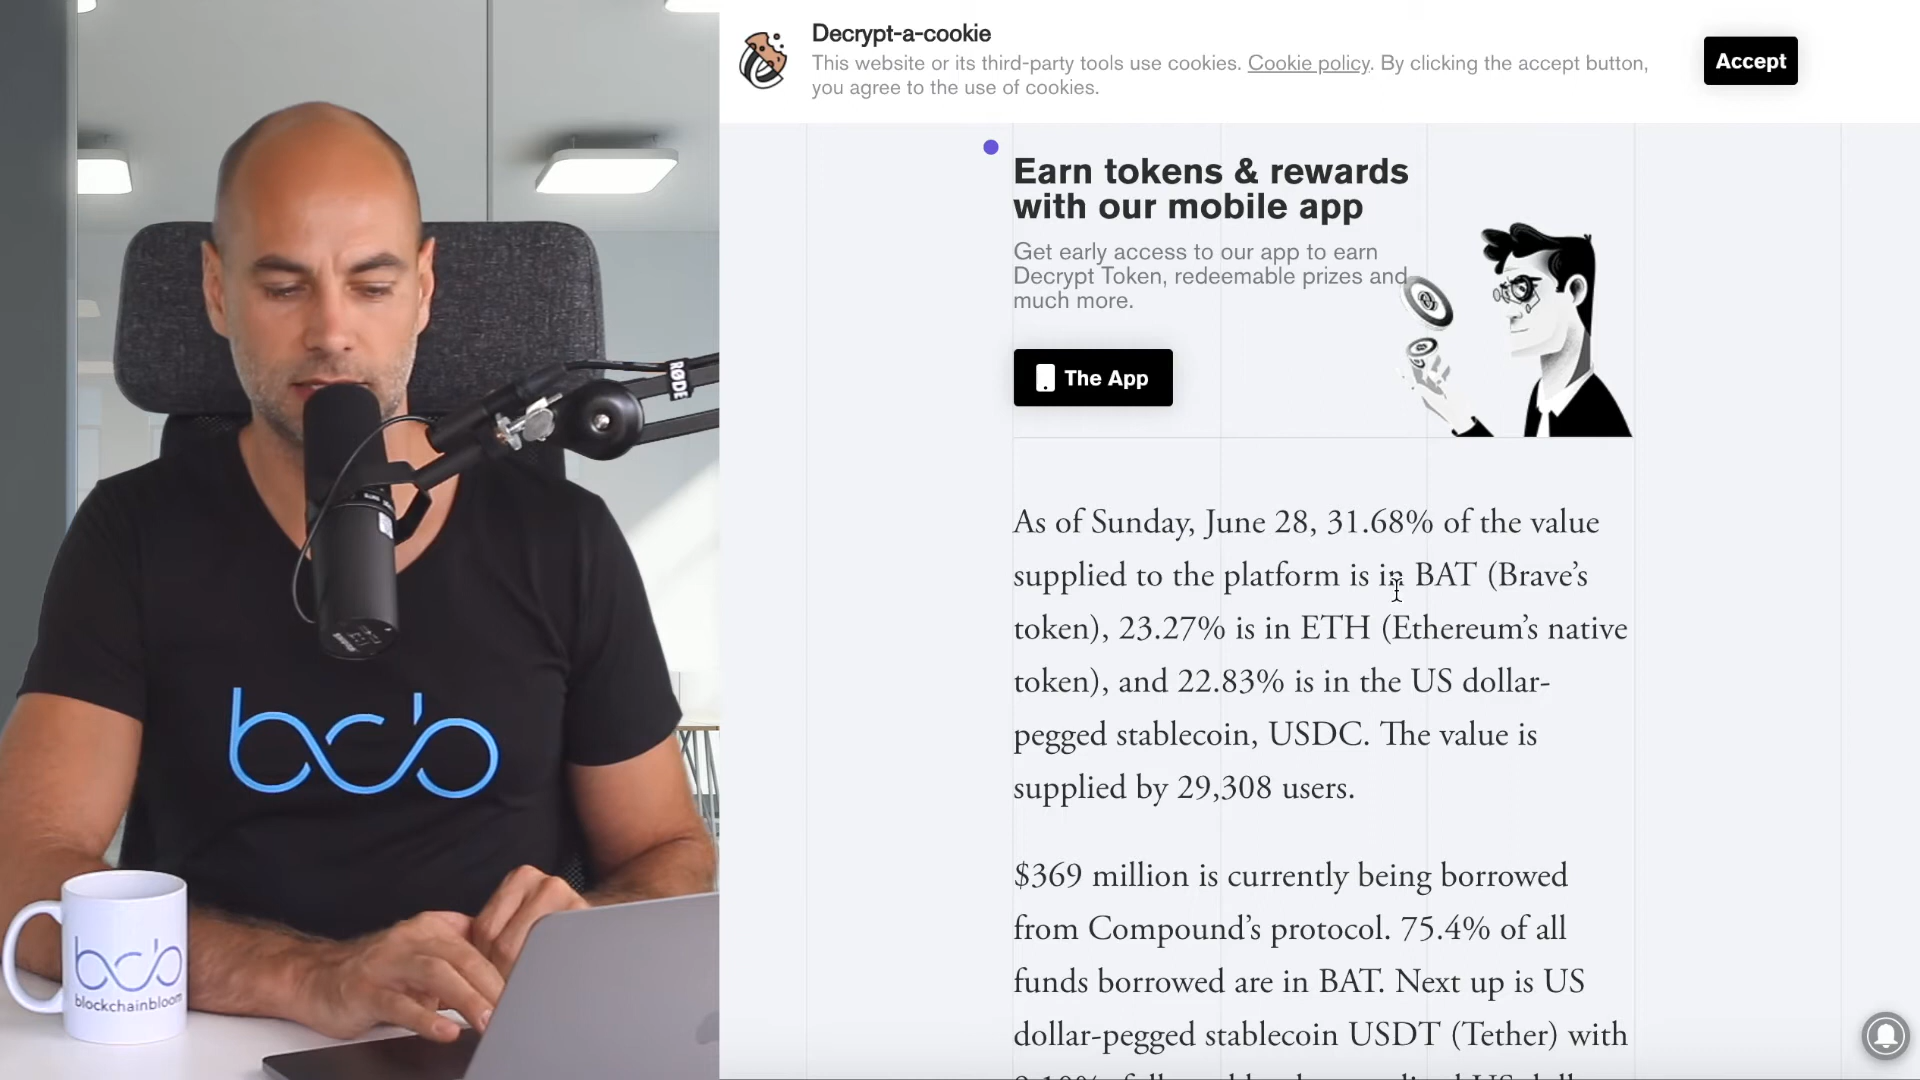 Decrypt-a-cookie
This website or its third-party tools use cookies. Cookie policy. By clicking the accept button,
you agree to the use of cookies.
Accept
Earn tokens & rewards
with our mobile app
Get early access to our app to earn
Decrypt Token, redeemable prizes and
much more.
The App
As of Sunday, June 28, 31.68% of the value
supplied to the platform is in BAT (Brave’s
token), 23.27% is in ETH (Ethereum’s native
token), and 22.83% is in the US dollar-
pegged stablecoin, USDC. The value is
supplied by 29,308 users.
$369 million is currently being borrowed
from Compound’s protocol. 75.4% of all
funds borrowed are in BAT. Next up is US
dollar-pegged stablecoin USDT (Tether) with
RØDE
bcb
bcb
blockchainbloom